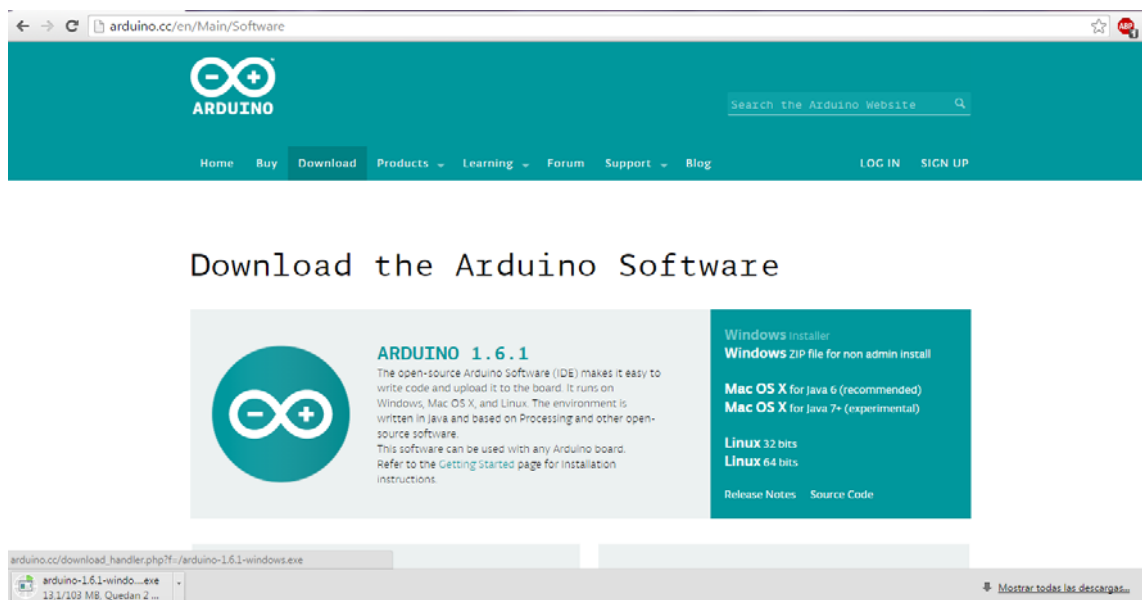 arduino.cc/en/Main/Software
ABP
ARDUINO
Search the Arduino Website
Home Buy Download Products Learning Forum Support Blog LOG IN SIGN UP
Download the Arduino Software
ARDUINO 1.6.1
The open-source Arduino Software (IDE) makes it easy to
write code and upload it to the board. It runs on
Windows, Mac OS X, and Linux. The environment is
written in Java and based on Processing and other open-
source software.
This software can be used with any Arduino board.
Refer to the Getting Started page for Installation
instructions.
Windows Installer
Windows ZIP file for non admin install
Mac OS X for Java 6 (recommended)
Mac OS X for Java 7+ (experimental)
Linux 32 bits
Linux 64 bits
Release Notes Source Code
arduino.cc/download_handler.php?f=/arduino-1.6.1-windows.exe
arduino-1.6.1-windo....exe
13.1/103 MB, Quedan 2 ...
Mostrar todas las descargas...